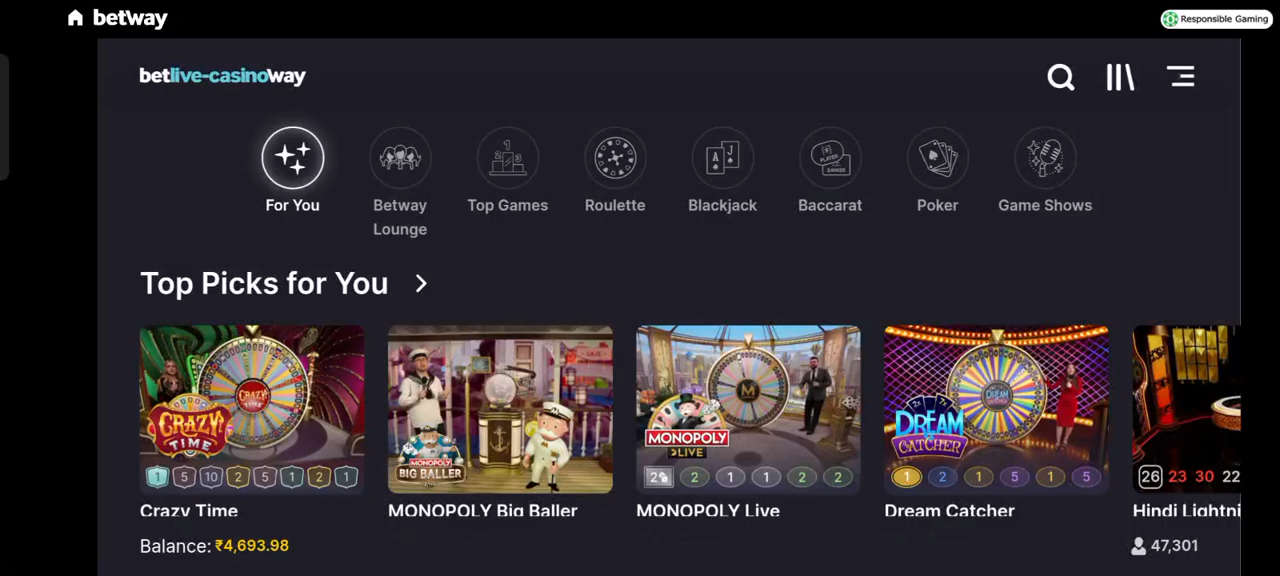 betway
Responsible Gaming
betlive-casinoway
For You
Betway Lounge
Top Games
Roulette
Blackjack
Baccarat
Poker
Game Shows
Top Picks for You
CRAZY TIME
1 5 10 2 5 1 2 1
MONOPOLY
BIG BALLER
MONOPOLY
LIVE
2 2 1 1 2 2
DREAM CATCHER
1 2 1 5 1 5
26 23 30 22
Crazy Time
MONOPOLY Big Baller
MONOPOLY Live
Dream Catcher
Hindi Lightni
Balance: ₹4,693.98
47,301